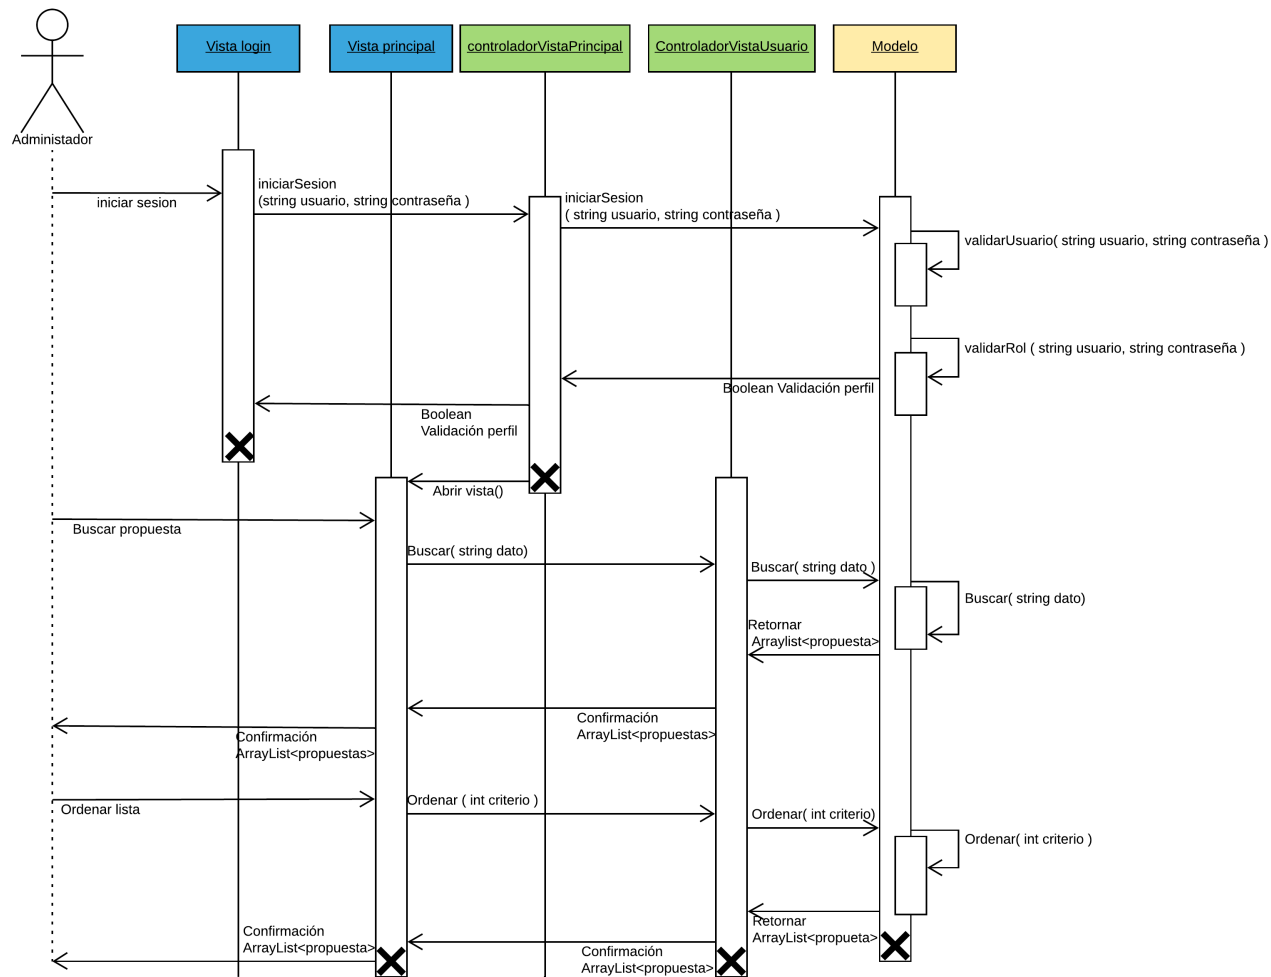 Vista login
Vista principal
controladorVistaPrincipal
ControladorVistaUsuario
Modelo
Administador
iniciar sesion
iniciarSesion
(string usuario, string contraseña )
iniciarSesion
( string usuario, string contraseña )
validarUsuario( string usuario, string contraseña )
validarRol ( string usuario, string contraseña )
Boolean Validación perfil
Boolean
Validación perfil
Abrir vista()
Buscar propuesta
Buscar( string dato)
Buscar( string dato )
Buscar( string dato)
Retornar
Arraylist<propuesta>
Confirmación
ArrayList<propuestas>
Confirmación
ArrayList<propuestas>
Ordenar lista
Ordenar ( int criterio )
Ordenar( int criterio)
Ordenar( int criterio )
Retornar
ArrayList<propueta>
Confirmación
ArrayList<propuesta>
Confirmación
ArrayList<propuesta>